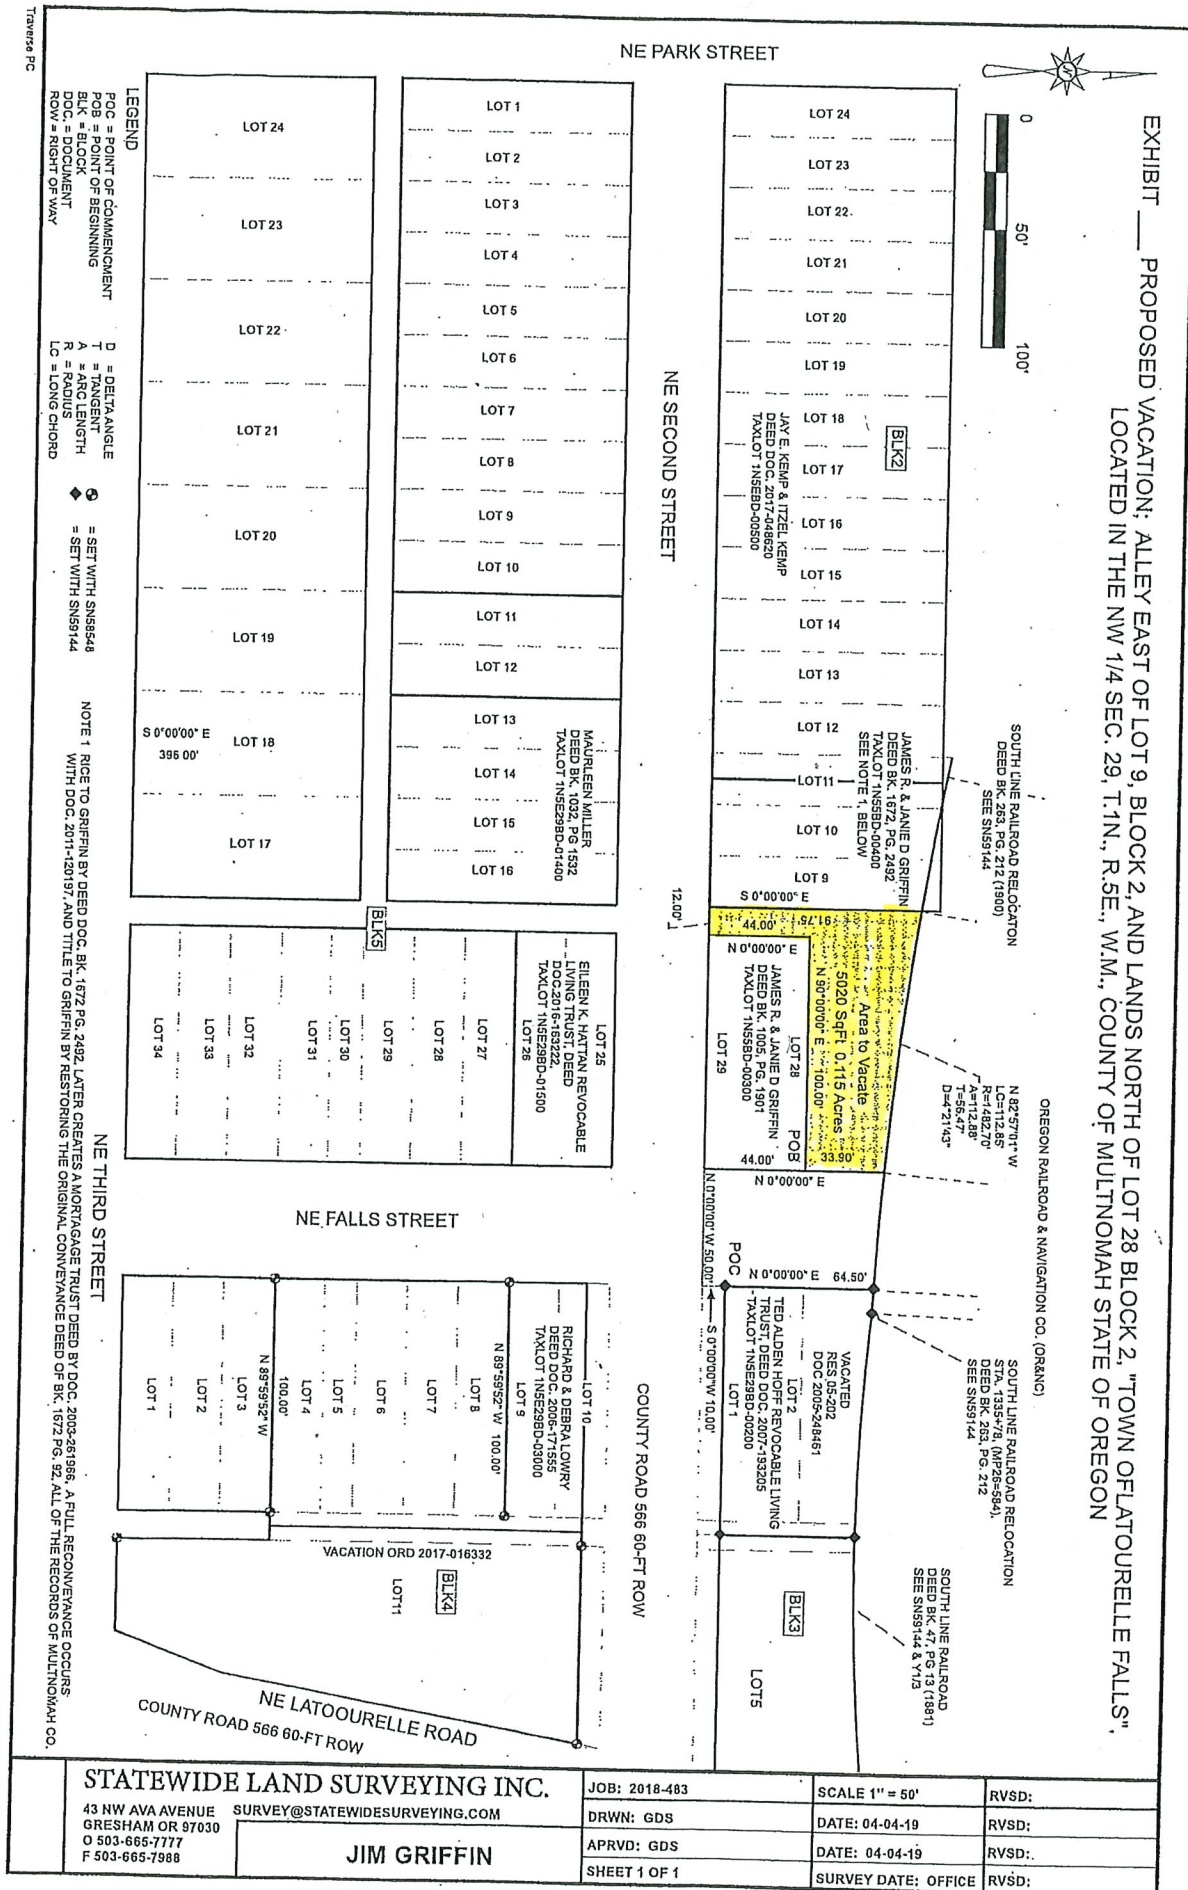 EXHIBIT ___ PROPOSED VACATION; ALLEY EAST OF LOT 9, BLOCK 2, AND LANDS NORTH OF LOT 28 BLOCK 2, "TOWN OFLATOURELLE FALLS",
LOCATED IN THE NW 1/4 SEC. 29, T.1N., R.5E., W.M., COUNTY OF MULTNOMAH STATE OF OREGON
0
50'
100'
NE PARK STREET
LOT 24
LOT 23
LOT 22
LOT 21
LOT 20
LOT 19
LOT 18
LOT 17
LOT 16
LOT 15
LOT 14
LOT 13
LOT 12
LOT11
LOT 10
LOT 9
BLK2
JAY E. KEMP & ITZEL KEMP
DEED DOC. 2017-048620
TAXLOT 1N5EBD-00500
JAMES R. & JANIE D GRIFFIN
DEED BK. 1672, PG. 2492
TAXLOT 1N55BD-00400
SEE NOTE 1, BELOW
SOUTH LINE RAILROAD RELOCATON
DEED BK. 263, PG. 212 (1900)
SEE SN59144
OREGON RAILROAD & NAVIGATION CO. (OR&NC)
N 82°57'01" W
LC=112.85'
R=1482.70'
A=112.88'
T=56.47'
D=4°21'43"
S 0°00'00" E
91.75'
44.00'
12.00'
N 0°00'00" E
Area to Vacate
5020 SqFt, 0.115 Acres
N 90°00'00" E 100.00'
33.90'
LOT 28
POB
JAMES R. & JANIE D GRIFFIN
DEED BK. 1005, PG. 1901
TAXLOT 1N55BD-00300
LOT 29
44.00'
N 0°00'00" E
N 0°00'00" W 50.00'
POC
N 0°00'00" E 64.50'
S 0°00'00" W 10.00'
SOUTH LINE RAILROAD RELOCATION
STA. 1335+78, (MP26=584),
DEED BK. 263, PG. 212
SEE SN59144
VACATED
RES. 05-202
DOC 2005-248461
LOT 2
TED ALDEN HOFF REVOCABLE LIVING
TRUST, DEED DOC. 2007-193205
TAXLOT 1N5E29BD-00200
LOT 1
SOUTH LINE RAILROAD
DEED BK. 47, PG 13 (1881)
SEE SN59144 & Y1/3
BLK3
LOT5
NE SECOND STREET
COUNTY ROAD 566 60-FT ROW
LOT 1
LOT 2
LOT 3
LOT 4
LOT 5
LOT 6
LOT 7
LOT 8
LOT 9
LOT 10
LOT 11
LOT 12
LOT 13
LOT 14
LOT 15
LOT 16
MAURLEEN MILLER
DEED BK. 1032, PG 1532
TAXLOT 1N5E29BD-01400
LOT 25
EILEEN K. HATTAN REVOCABLE
LIVING TRUST, DEED
DOC.2016-163222,
TAXLOT 1N5E29BD-01500
LOT 26
LOT 27
LOT 28
LOT 29
LOT 30
LOT 31
LOT 32
LOT 33
LOT 34
BLK5
NE FALLS STREET
LOT 10
RICHARD & DEBRA LOWRY
DEED DOC. 2006-171555
TAXLOT 1N5E29BD-03000
LOT 9
N 89°59'52" W 100.00'
LOT 8
LOT 7
LOT 6
LOT 5
LOT 4
100.00'
N 89°59'52" W
LOT 3
LOT 2
LOT 1
VACATION ORD 2017-016332
BLK4
LOT11
NE LATOOURELLE ROAD
COUNTY ROAD 566 60-FT ROW
LOT 24
LOT 23
LOT 22
LOT 21
LOT 20
LOT 19
LOT 18
S 0°00'00" E
396.00'
LOT 17
NE THIRD STREET
LEGEND
POC = POINT OF COMMENCMENT
POB = POINT OF BEGINNING
BLK = BLOCK
DOC. = DOCUMENT
ROW = RIGHT OF WAY
D = DELTA ANGLE
T = TANGENT
A = ARC LENGTH
R = RADIUS
LC = LONG CHORD
= SET WITH SN58548
= SET WITH SN59144
NOTE 1 RICE TO GRIFFIN BY DEED DOC. BK. 1672 PG. 2492. LATER, CREATES A MORTAGAGE TRUST DEED BY DOC. 2003-261966. A FULL RECONVEYANCE OCCURS
WITH DOC. 2011-120197, AND TITLE TO GRIFFIN BY RESTORING THE ORIGINAL CONVEYANCE DEED OF BK. 1672 PG. 92. ALL OF THE RECORDS OF MULTNOMAH CO.
Traverse PC
STATEWIDE LAND SURVEYING INC.
43 NW AVA AVENUE SURVEY@STATEWIDESURVEYING.COM
GRESHAM OR 97030
O 503-665-7777
F 503-665-7988
JIM GRIFFIN
JOB: 2018-483
DRWN: GDS
APRVD: GDS
SHEET 1 OF 1
SCALE 1" = 50'
DATE: 04-04-19
DATE: 04-04-19
SURVEY DATE: OFFICE
RVSD:
RVSD:
RVSD:
RVSD: